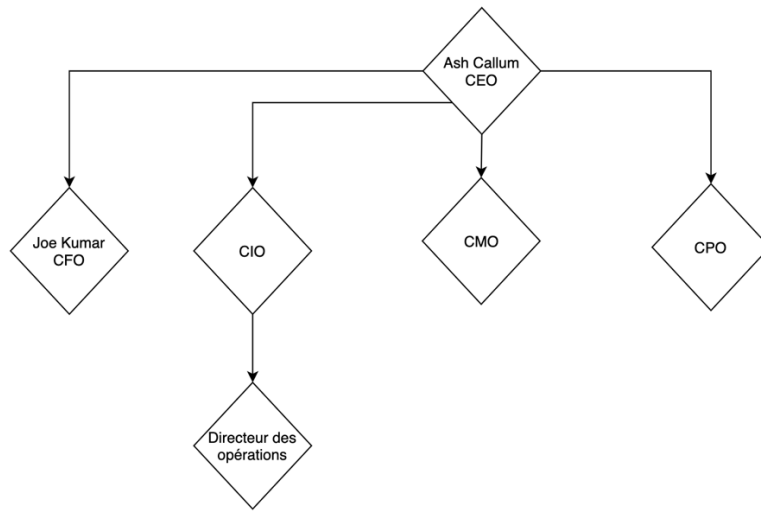 Ash Callum
CEO
Joe Kumar
CFO
CIO
CMO
CPO
Directeur des
opérations